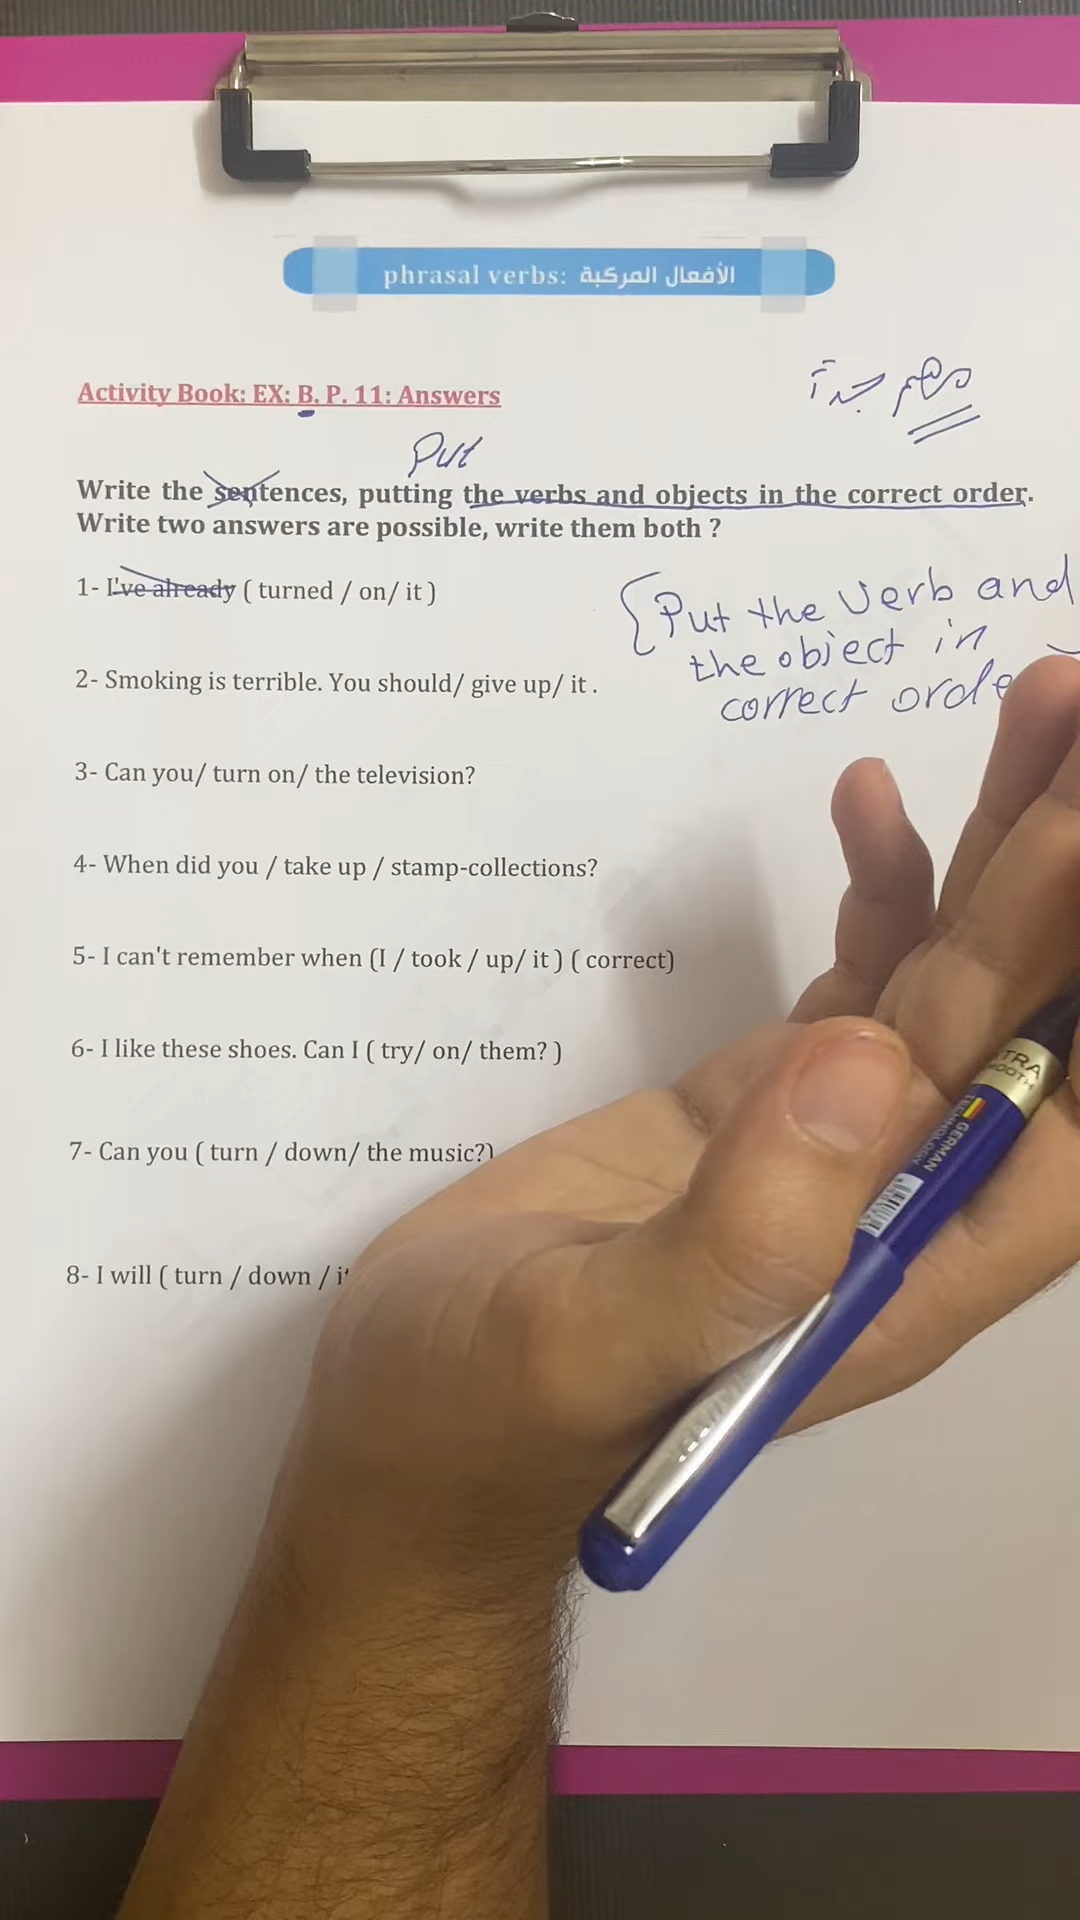 phrasal verbs: الأفعال المركبة
Activity Book: EX: B. P. 11: Answers
مهم جداً
Put
Write the sentences, putting the verbs and objects in the correct order.
Write two answers are possible, write them both ?
1- I've already ( turned / on/ it )
{ Put the verb and
the object in
correct orde
2- Smoking is terrible. You should/ give up/ it .
3- Can you/ turn on/ the television?
4- When did you / take up / stamp-collections?
5- I can't remember when (I / took / up/ it ) ( correct)
6- I like these shoes. Can I ( try/ on/ them? )
7- Can you ( turn / down/ the music?)
8- I will ( turn / down / it
GERMAN
TECHNOLOGY